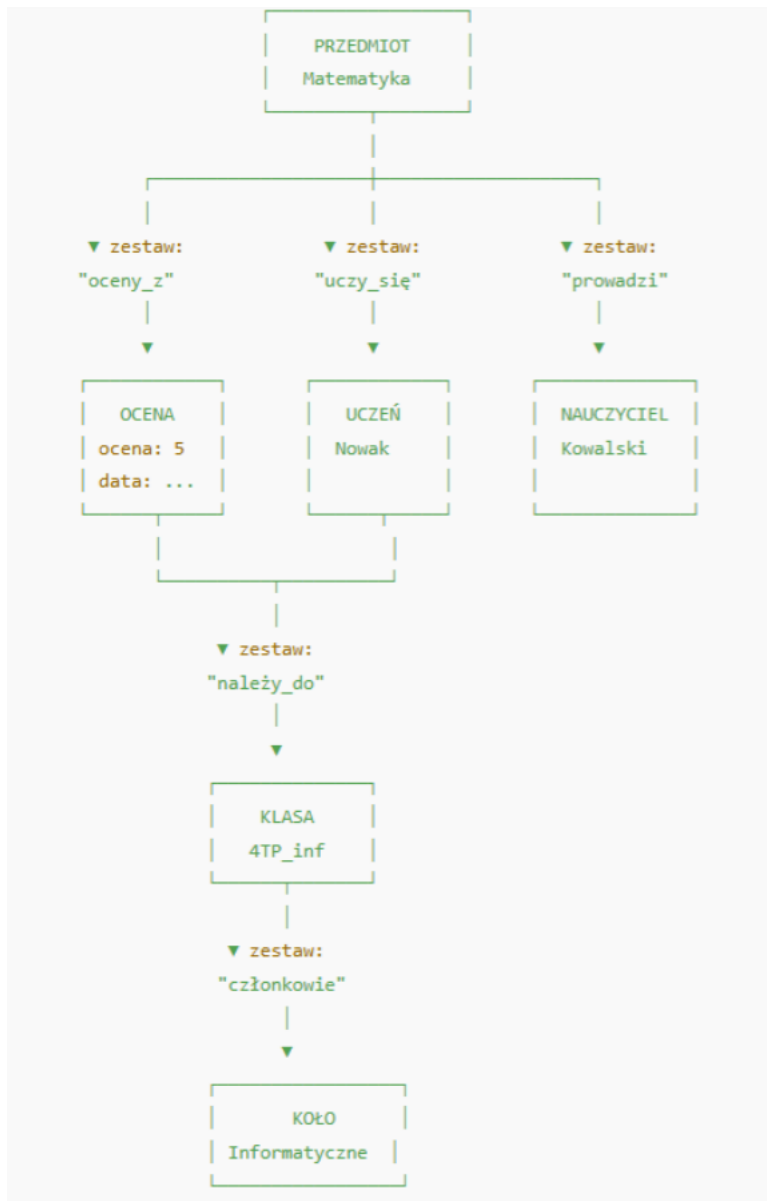 PRZEDMIOT
Matematyka
▼ zestaw: ▼ zestaw: ▼ zestaw:
"oceny_z" "uczy_się" "prowadzi"
▼ ▼ ▼
OCENA UCZEŃ NAUCZYCIEL
ocena: 5 Nowak Kowalski
data: ...
▼ zestaw:
"należy_do"
▼
KLASA
4TP_inf
▼ zestaw:
"członkowie"
▼
KOŁO
Informatyczne